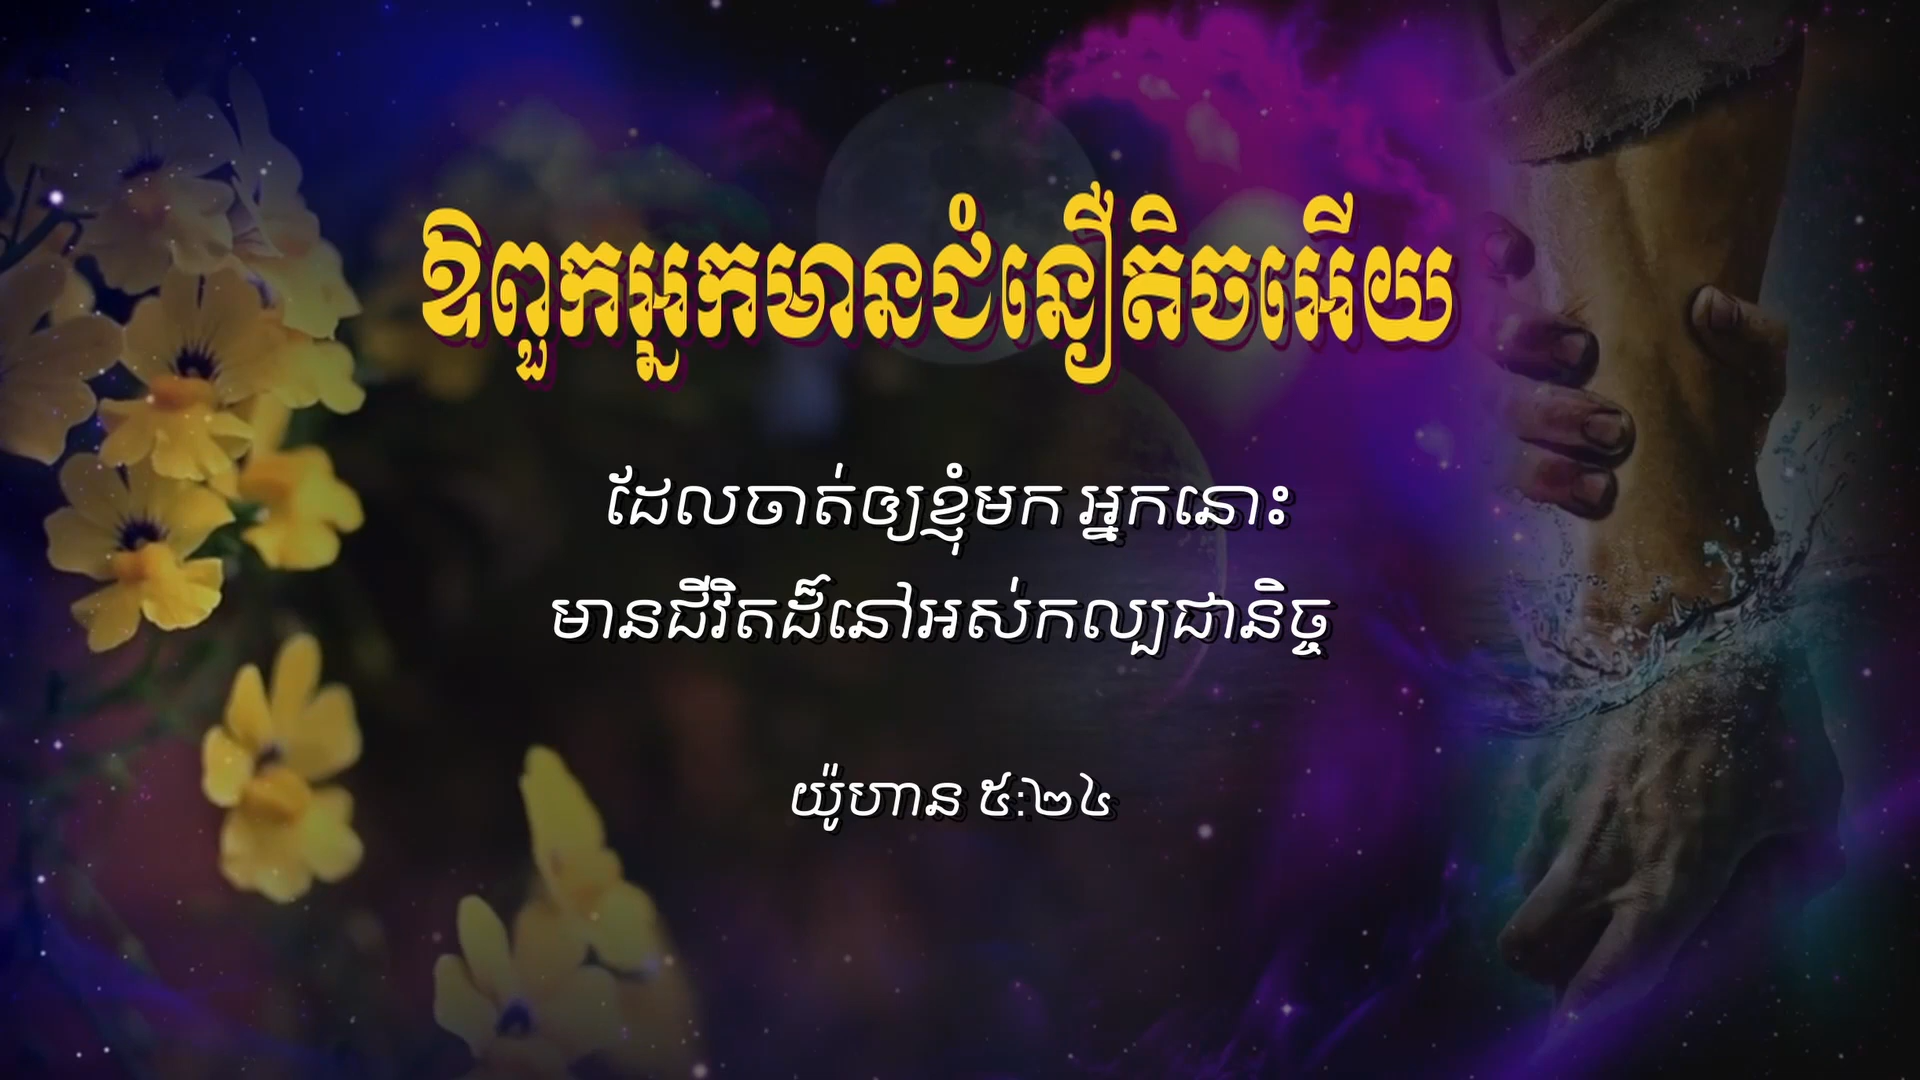 ឱពួកអ្នកមានជំនឿតិចអើយ
ដែលចាត់ឲ្យខ្ញុំមក អ្នកនោះ
មានជីវិតដ៏នៅអស់កល្បជានិច្ច
យ៉ូហាន ៥:២៤